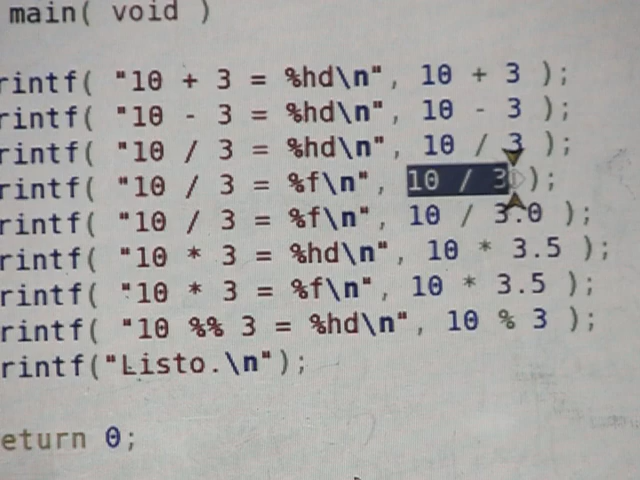 main( void )
rintf( "10 + 3 = %hd\n", 10 + 3 );
rintf( "10 - 3 = %hd\n", 10 - 3 );
rintf( "10 / 3 = %hd\n", 10 / 3 );
rintf( "10 / 3 = %f\n", 10 / 3 );
rintf( "10 / 3 = %f\n", 10 / 3.0 );
rintf( "10 * 3 = %hd\n", 10 * 3.5 );
rintf( "10 * 3 = %f\n", 10 * 3.5 );
rintf( "10 %% 3 = %hd\n", 10 % 3 );
rintf("Listo.\n");
eturn 0;